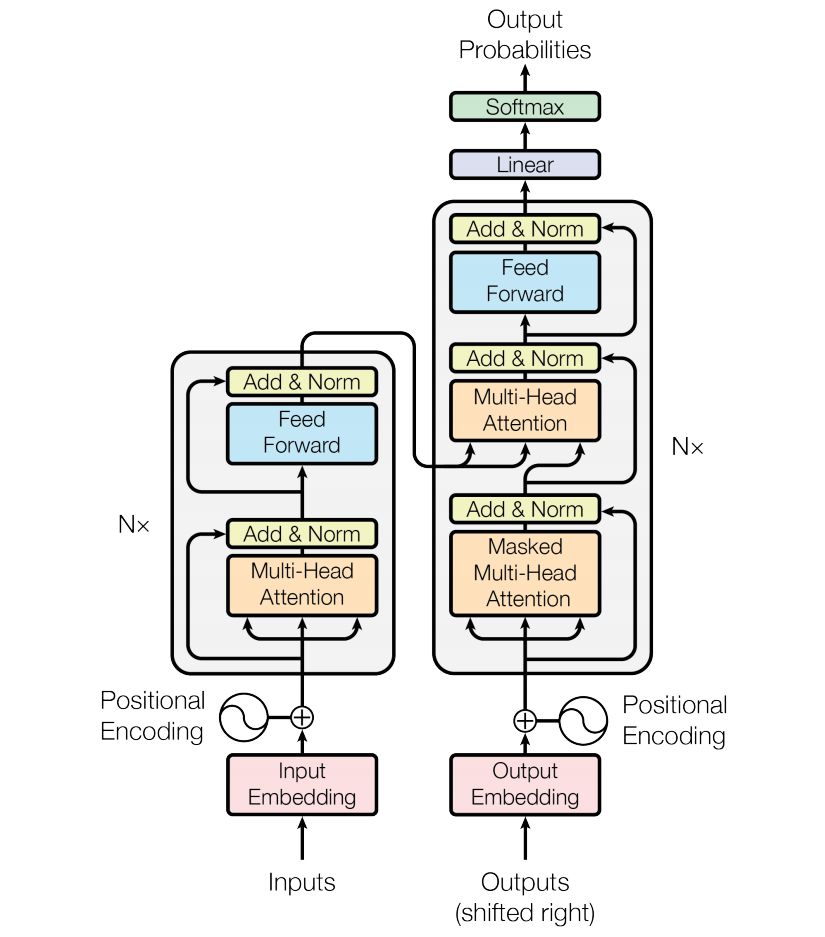 Output
Probabilities
Softmax
Linear
Add & Norm
Feed
Forward
Add & Norm
Multi-Head
Attention
Add & Norm
Masked
Multi-Head
Attention
Nx
Positional
Encoding
Output
Embedding
Outputs
(shifted right)
Add & Norm
Feed
Forward
Add & Norm
Multi-Head
Attention
N×
Positional
Encoding
Input
Embedding
Inputs